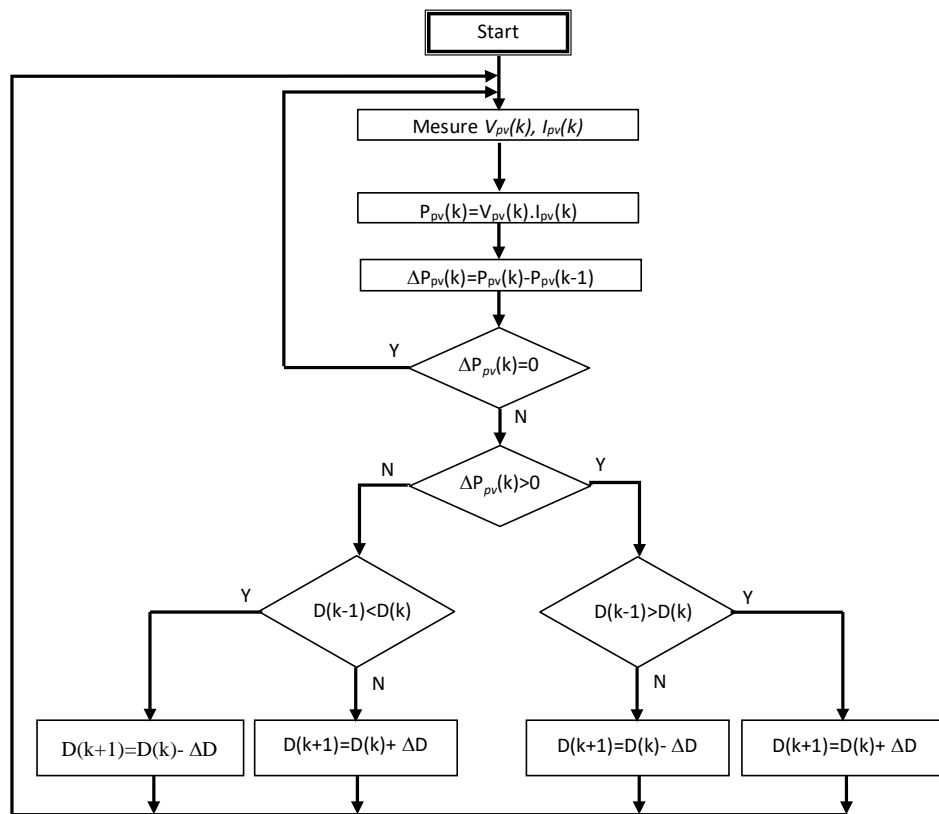 Start
Mesure Vpv(k), Ipv(k)
Ppv(k)=Vpv(k).Ipv(k)
ΔPpv(k)=Ppv(k)-Ppv(k-1)
Y
ΔPpv(k)=0
N
N
ΔPpv(k)>0
Y
Y
D(k-1)<D(k)
D(k-1)>D(k)
Y
N
N
D(k+1)=D(k)- ΔD
D(k+1)=D(k)+ ΔD
D(k+1)=D(k)- ΔD
D(k+1)=D(k)+ ΔD